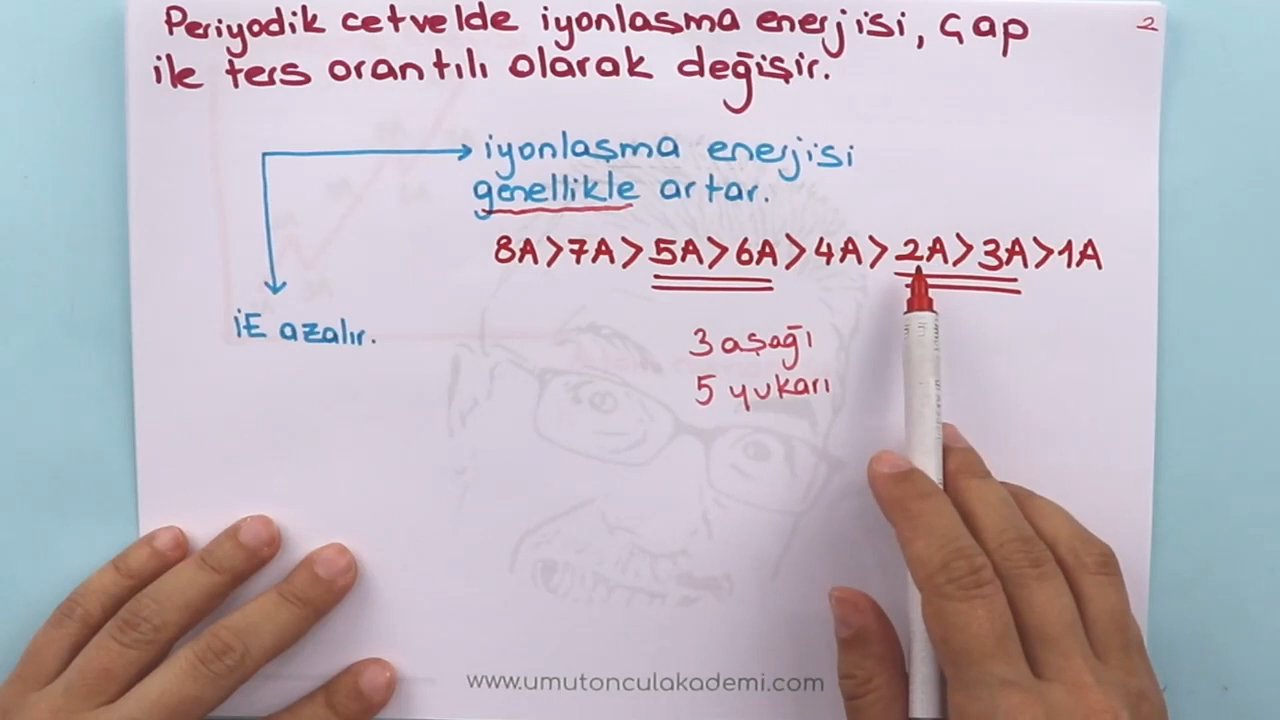 Periyodik cetvelde iyonlaşma enerjisi, çap
ile ters orantılı olarak değişir.
2
iyonlaşma enerjisi
genellikle artar.
8A>7A>5A>6A>4A>2A>3A>1A
İE azalır.
3 aşağı
5 yukarı
www.umutonculakademi.com